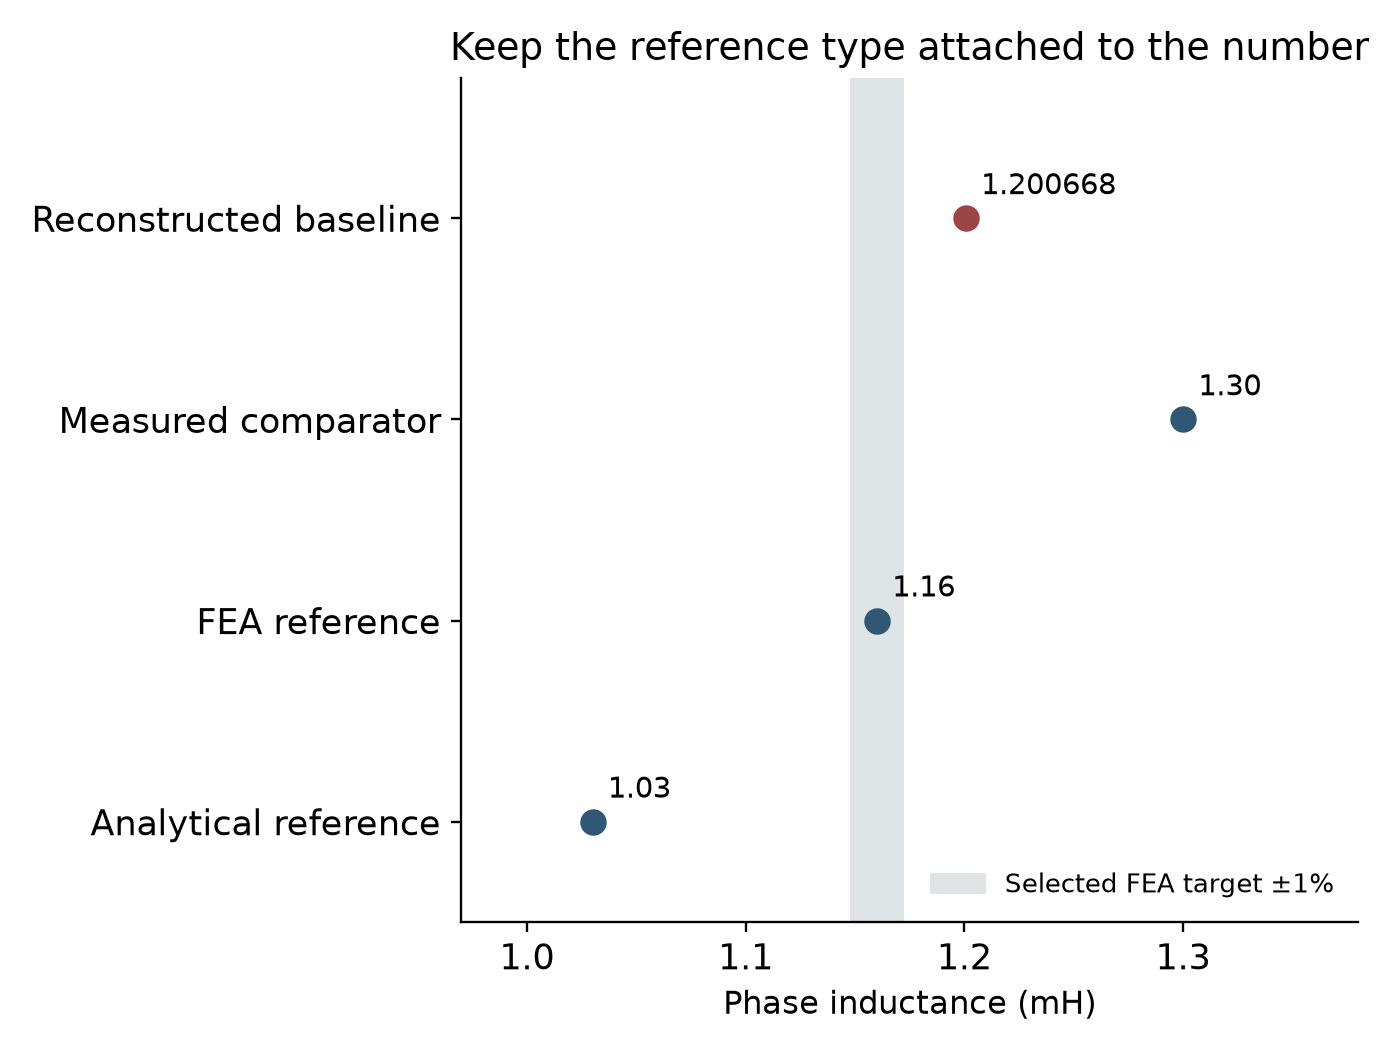 Keep the reference type attached to the number
Reconstructed baseline
1.200668
Measured comparator
1.30
FEA reference
1.16
Analytical reference
1.03
Selected FEA target ±1%
1.0
1.1
1.2
1.3
Phase inductance (mH)